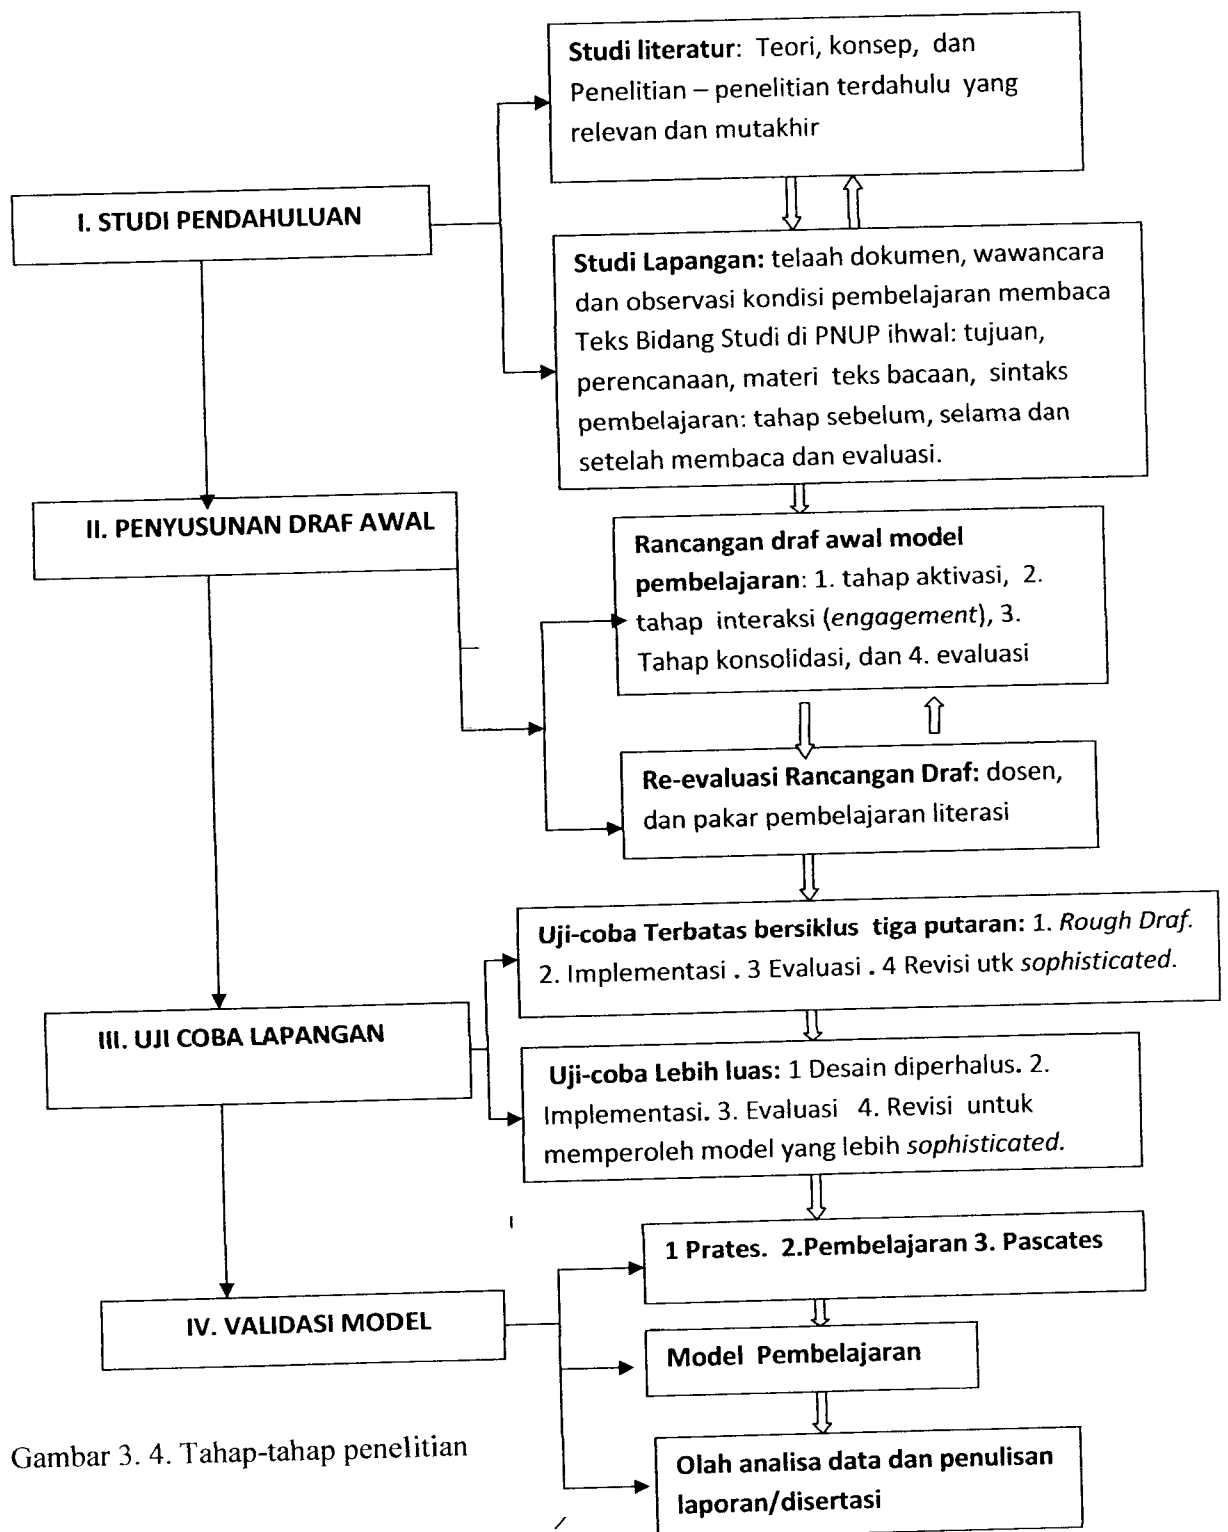 Studi literatur: Teori, konsep, dan
Penelitian – penelitian terdahulu yang
relevan dan mutakhir
I. STUDI PENDAHULUAN
Studi Lapangan: telaah dokumen, wawancara
dan observasi kondisi pembelajaran membaca
Teks Bidang Studi di PNUP ihwal: tujuan,
perencanaan, materi teks bacaan, sintaks
pembelajaran: tahap sebelum, selama dan
setelah membaca dan evaluasi.
II. PENYUSUNAN DRAF AWAL
Rancangan draf awal model
pembelajaran: 1. tahap aktivasi, 2.
tahap interaksi (engagement), 3.
Tahap konsolidasi, dan 4. evaluasi
Re-evaluasi Rancangan Draf: dosen,
dan pakar pembelajaran literasi
Uji-coba Terbatas bersiklus tiga putaran: 1. Rough Draf.
2. Implementasi . 3 Evaluasi . 4 Revisi utk sophisticated.
III. UJI COBA LAPANGAN
Uji-coba Lebih luas: 1 Desain diperhalus. 2.
Implementasi. 3. Evaluasi 4. Revisi untuk
memperoleh model yang lebih sophisticated.
1 Prates. 2.Pembelajaran 3. Pascates
IV. VALIDASI MODEL
Model Pembelajaran
Olah analisa data dan penulisan
laporan/disertasi
Gambar 3. 4. Tahap-tahap penelitian